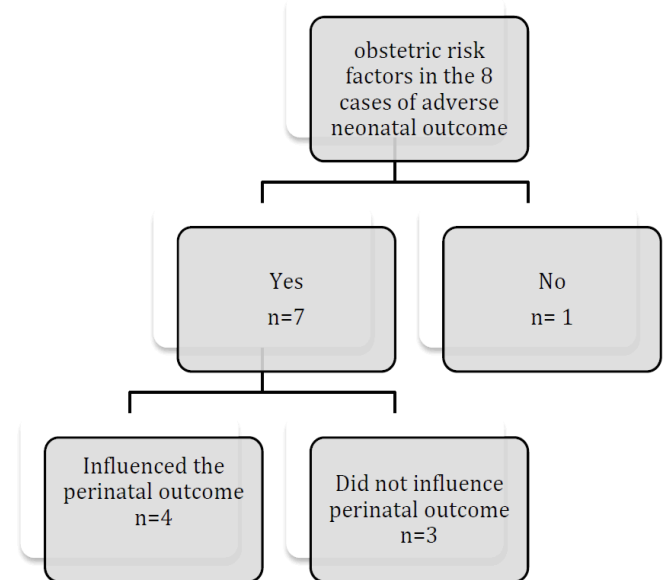 obstetric risk
factors in the 8
cases of adverse
neonatal outcome
Yes
n=7
No
n= 1
Influenced the
perinatal outcome
n=4
Did not influence
perinatal outcome
n=3